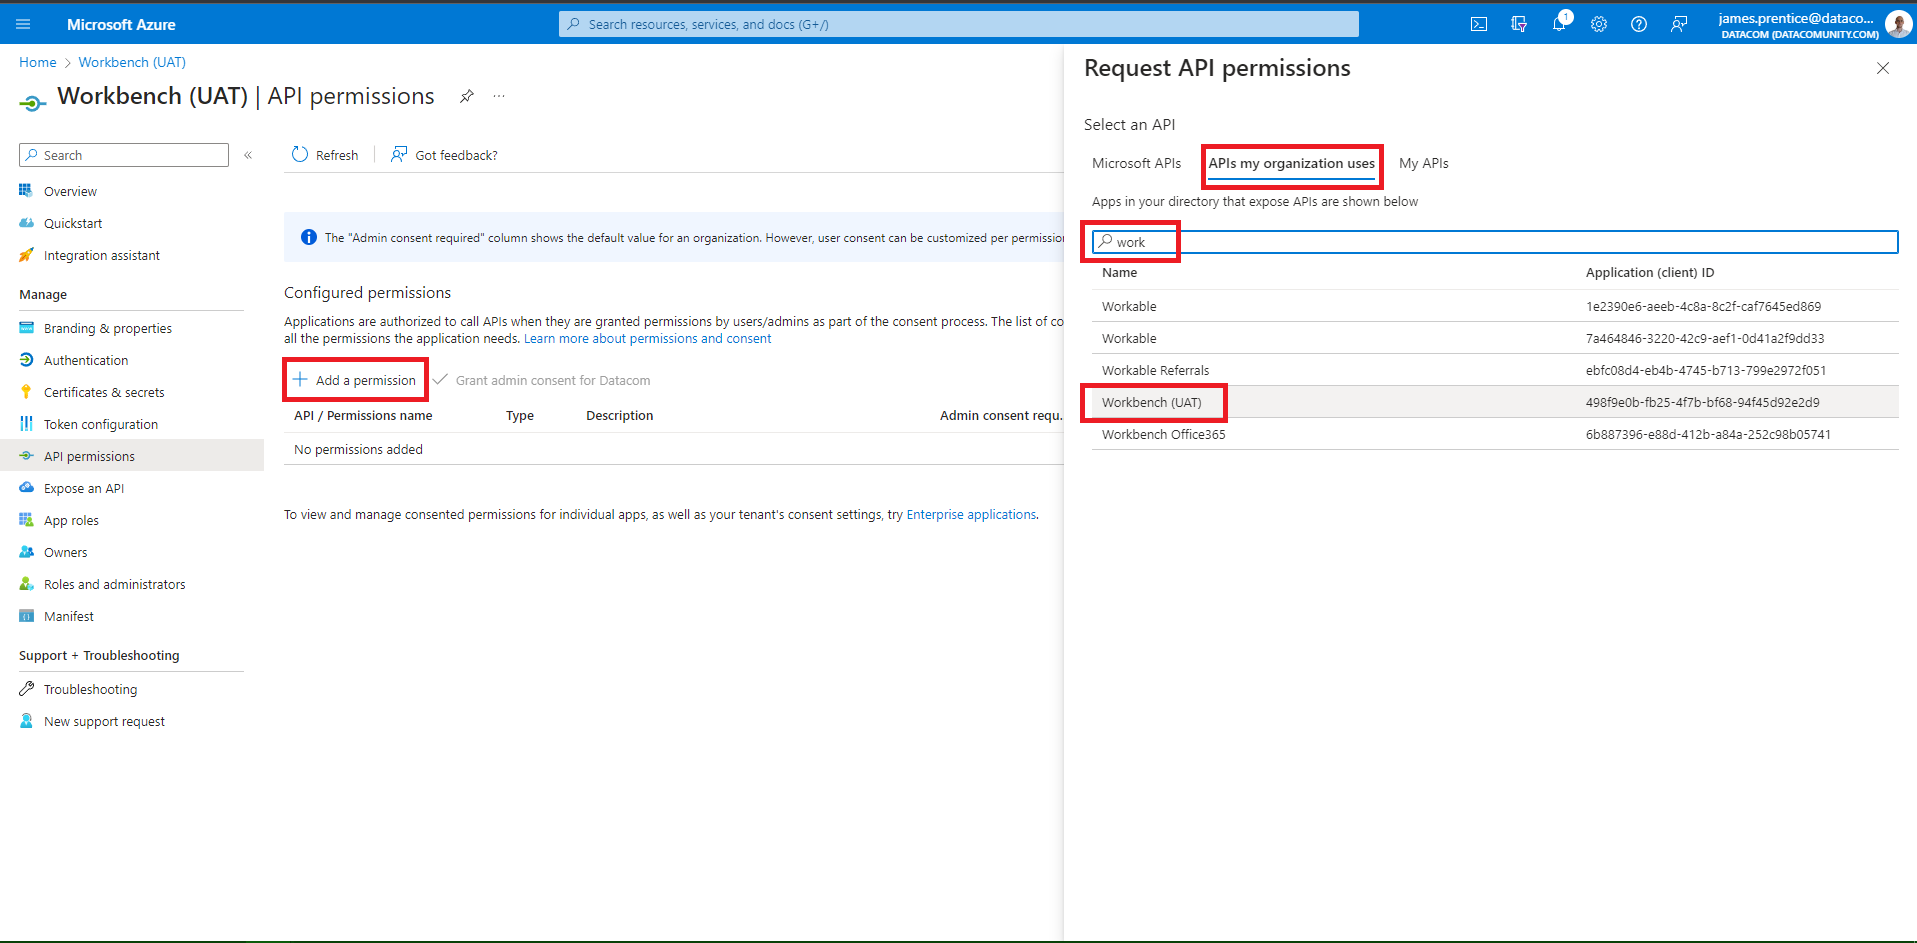 Microsoft Azure
Search resources, services, and docs (G+/)
1
james.prentice@dataco...
DATACOM (DATACOMUNITY.COM)
Home > Workbench (UAT)
Workbench (UAT) | API permissions
...
Search
«
Refresh
Got feedback?
Overview
Quickstart
Integration assistant
Manage
Branding & properties
Authentication
Certificates & secrets
Token configuration
API permissions
Expose an API
App roles
Owners
Roles and administrators
Manifest
Support + Troubleshooting
Troubleshooting
New support request
The "Admin consent required" column shows the default value for an organization. However, user consent can be customized per permission
Configured permissions
Applications are authorized to call APIs when they are granted permissions by users/admins as part of the consent process. The list of co
all the permissions the application needs. Learn more about permissions and consent
Add a permission
Grant admin consent for Datacom
API / Permissions name Type Description Admin consent requ.
No permissions added
To view and manage consented permissions for individual apps, as well as your tenant's consent settings, try Enterprise applications.
Request API permissions
Select an API
Microsoft APIs APIs my organization uses My APIs
Apps in your directory that expose APIs are shown below
work
Name Application (client) ID
Workable 1e2390e6-aeeb-4c8a-8c2f-caf7645ed869
Workable 7a464846-3220-42c9-aef1-0d41a2f9dd33
Workable Referrals ebfc08d4-eb4b-4745-b713-799e2972f051
Workbench (UAT) 498f9e0b-fb25-4f7b-bf68-94f45d92e2d9
Workbench Office365 6b887396-e88d-412b-a84a-252c98b05741